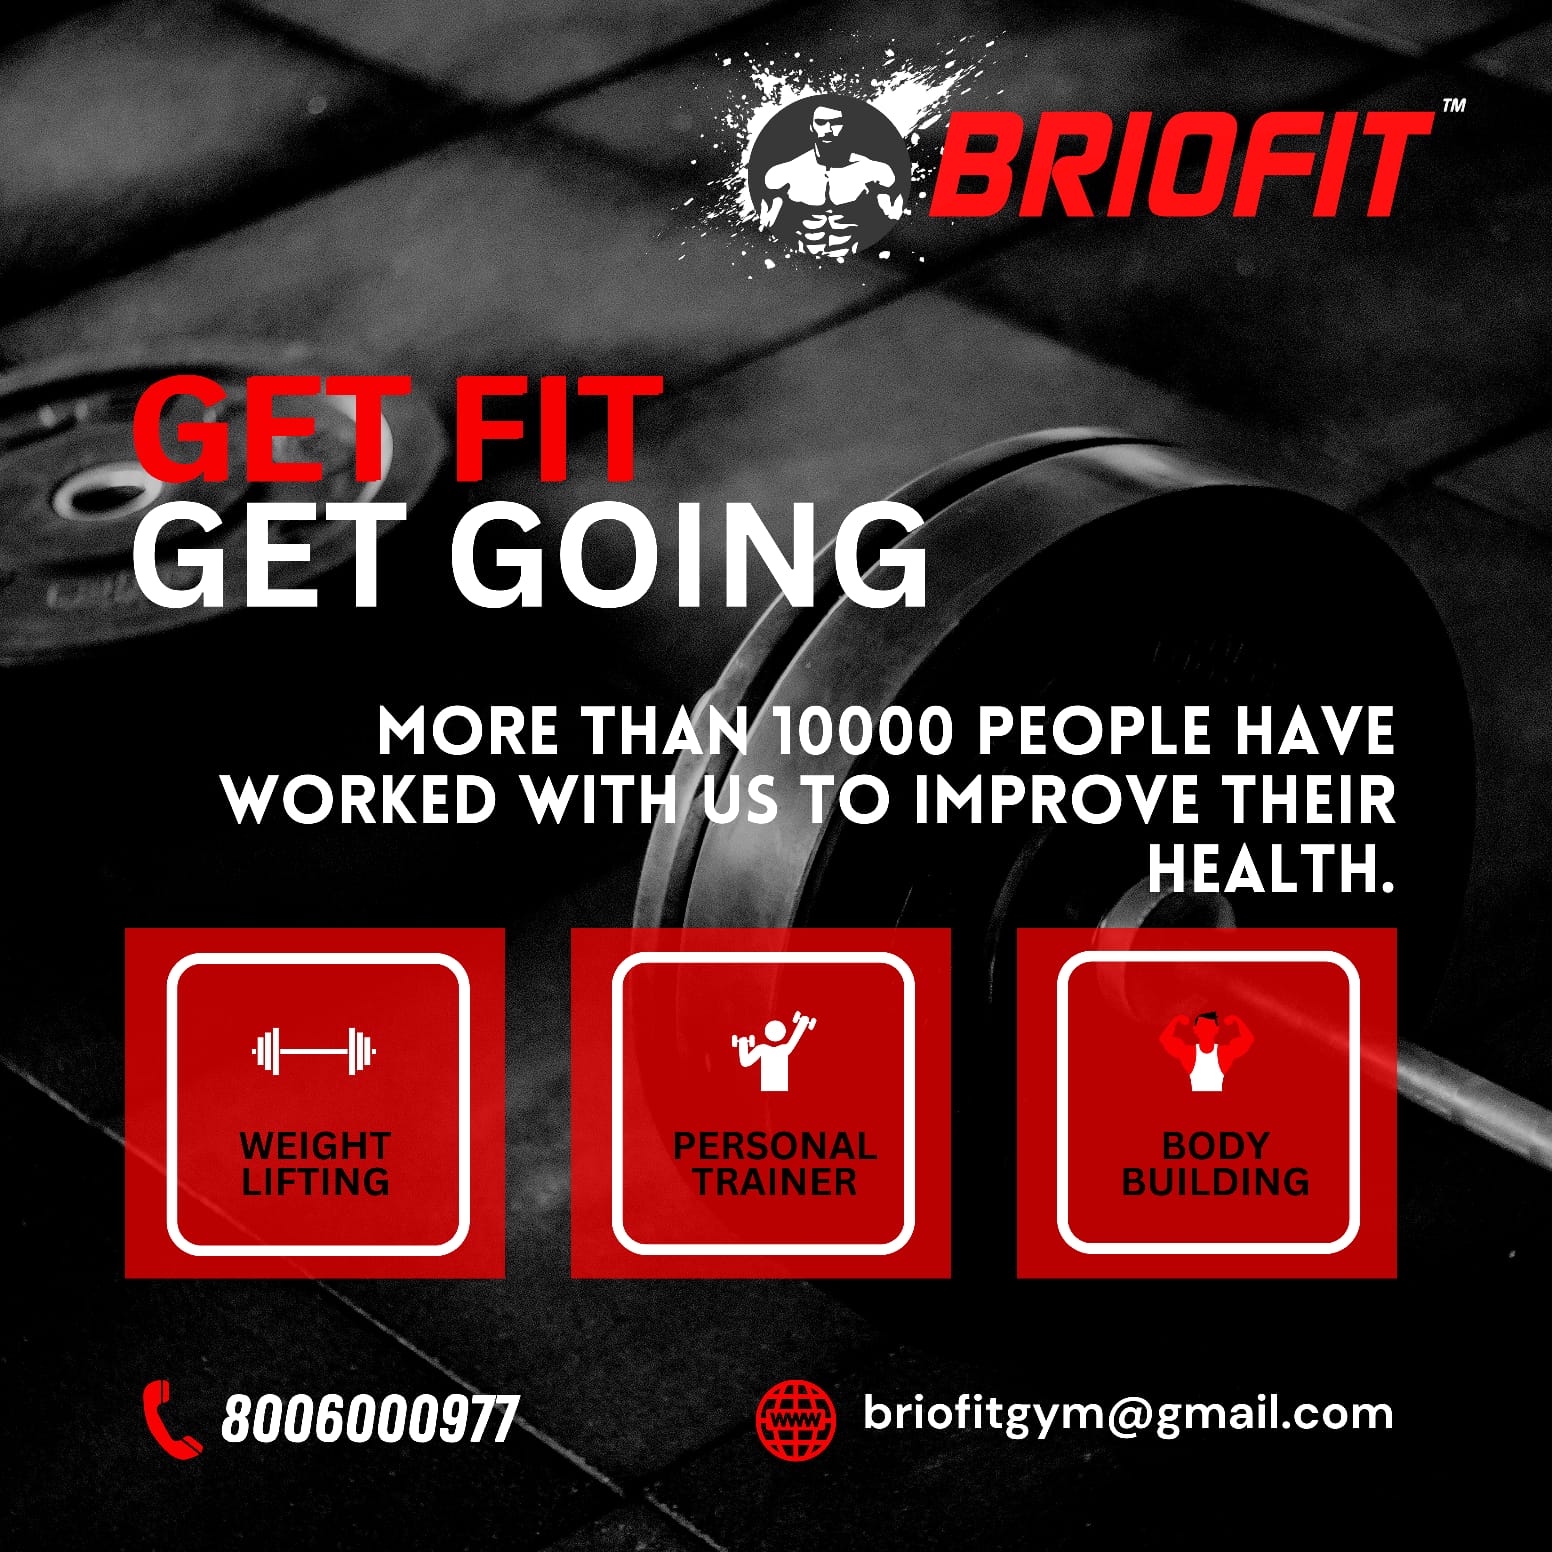 BRIOFIT™
GET FIT
GET GOING
MORE THAN 10000 PEOPLE HAVE
WORKED WITH US TO IMPROVE THEIR
HEALTH.
WEIGHT
LIFTING
PERSONAL
TRAINER
BODY
BUILDING
8006000977
WWW
briofitgym@gmail.com